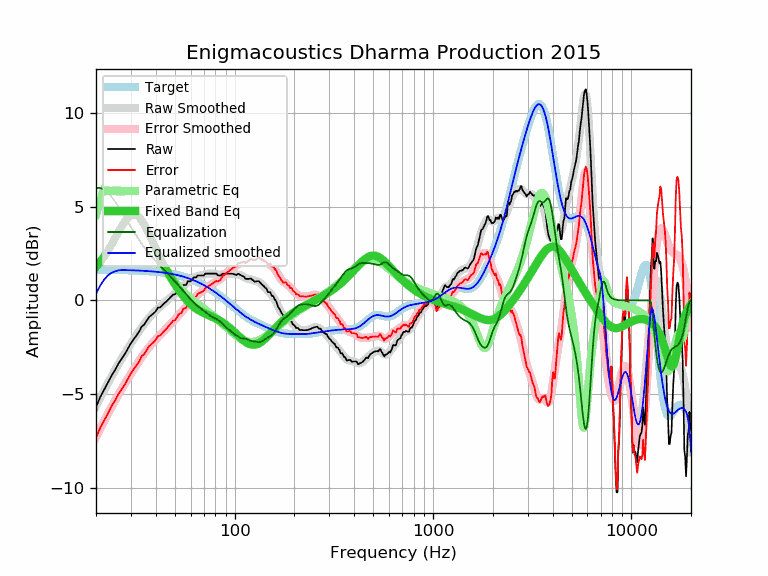 Enigmacoustics Dharma Production 2015
Amplitude (dBr)
10
5
0
−5
−10
Target
Raw Smoothed
Error Smoothed
Raw
Error
Parametric Eq
Fixed Band Eq
Equalization
Equalized smoothed
100
1000
10000
Frequency (Hz)